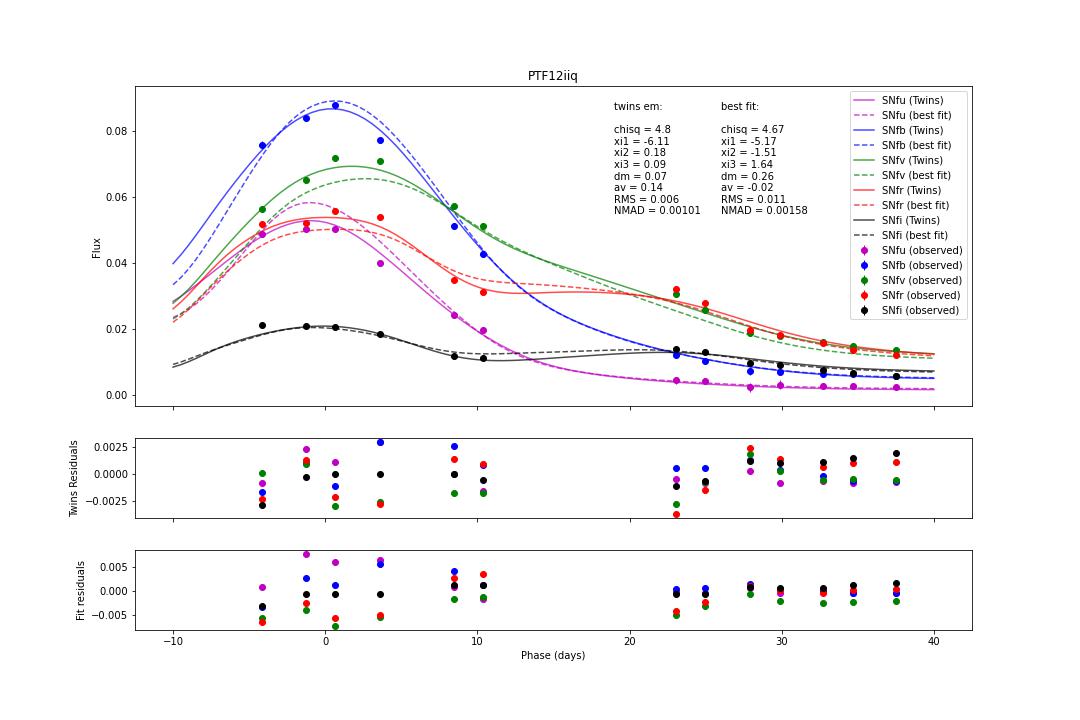 PTF12iiq
Flux
0.08
0.06
0.04
0.02
0.00
twins em:
chisq = 4.8
xi1 = -6.11
xi2 = 0.18
xi3 = 0.09
dm = 0.07
av = 0.14
RMS = 0.006
NMAD = 0.00101
best fit:
chisq = 4.67
xi1 = -5.17
xi2 = -1.51
xi3 = 1.64
dm = 0.26
av = -0.02
RMS = 0.011
NMAD = 0.00158
SNfu (Twins)
SNfu (best fit)
SNfb (Twins)
SNfb (best fit)
SNfv (Twins)
SNfv (best fit)
SNfr (Twins)
SNfr (best fit)
SNfi (Twins)
SNfi (best fit)
SNfu (observed)
SNfb (observed)
SNfv (observed)
SNfr (observed)
SNfi (observed)
Twins Residuals
0.0025
0.0000
−0.0025
Fit residuals
0.005
0.000
−0.005
−10
0
10
20
30
40
Phase (days)